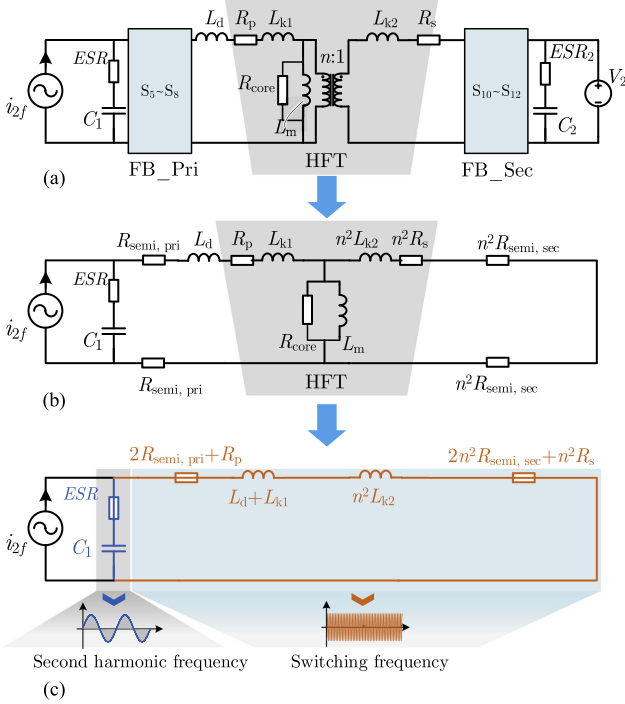 L_d R_p L_k1 L_k2 R_s
n:1
ESR ESR_2
i_2f C_1 S_5~S_8 R_core L_m S_10~S_12 C_2 V_2
FB_Pri HFT FB_Sec
(a)
R_semi, pri L_d R_p L_k1 n^2L_k2 n^2R_s n^2R_semi, sec
ESR
i_2f C_1 R_core L_m
R_semi, pri HFT n^2R_semi, sec
(b)
2R_semi, pri+R_p 2n^2R_semi, sec+n^2R_s
ESR L_d+L_k1 n^2L_k2
i_2f C_1
Second harmonic frequency Switching frequency
(c)